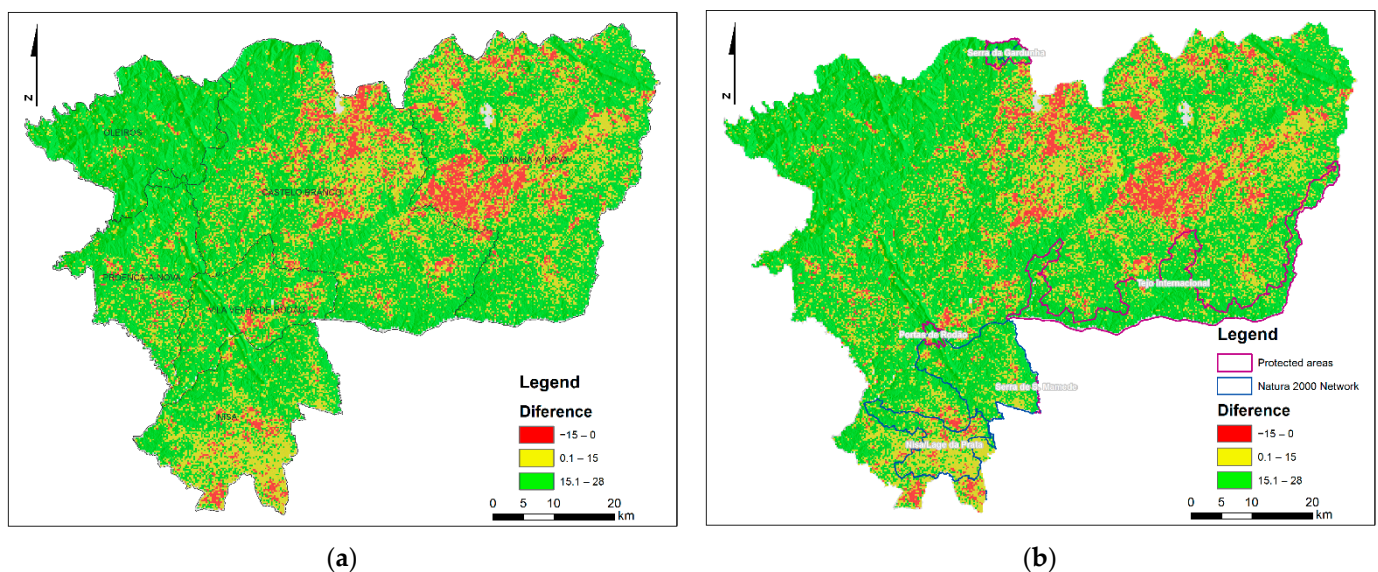 N
OLEIROS
IDANHA-A-NOVA
CASTELO BRANCO
PROENÇA-A-NOVA
VILA VELHA DE RÓDÃO
NISA
Legend
Diference
−15 – 0
0.1 – 15
15.1 – 28
0 5 10 20
km
(a)
N
Serra da Gardunha
Tejo Internacional
Portas de Rodão
Serra de S. Mamede
Nisa/Lage da Prata
Legend
Protected areas
Natura 2000 Network
Diference
−15 – 0
0.1 – 15
15.1 – 28
0 5 10 20
km
(b)